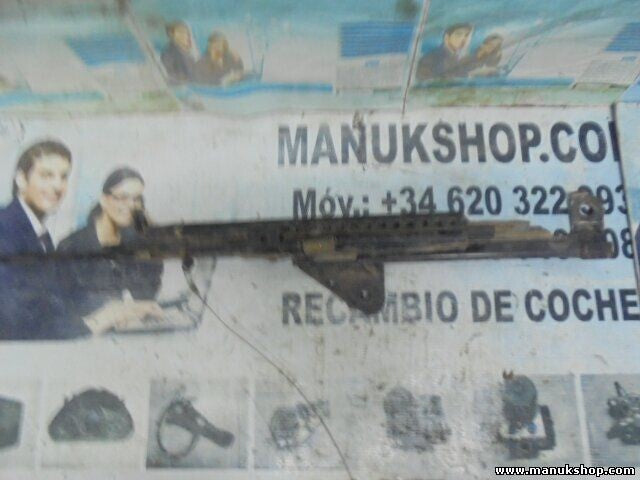 MANUKSHOP.CO
Móv.: +34 620 322
RECAMBIO DE COCHE
www.manukshop.com